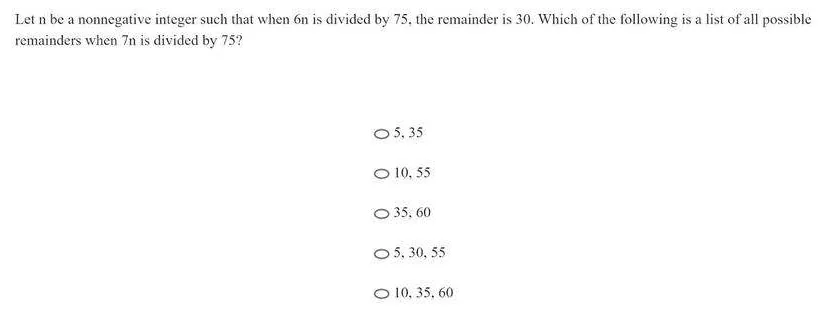 Let n be a nonnegative integer such that when 6n is divided by 75, the remainder is 30. Which of the following is a list of all possible
remainders when 7n is divided by 75?
5, 35
10, 55
35, 60
5, 30, 55
10, 35, 60